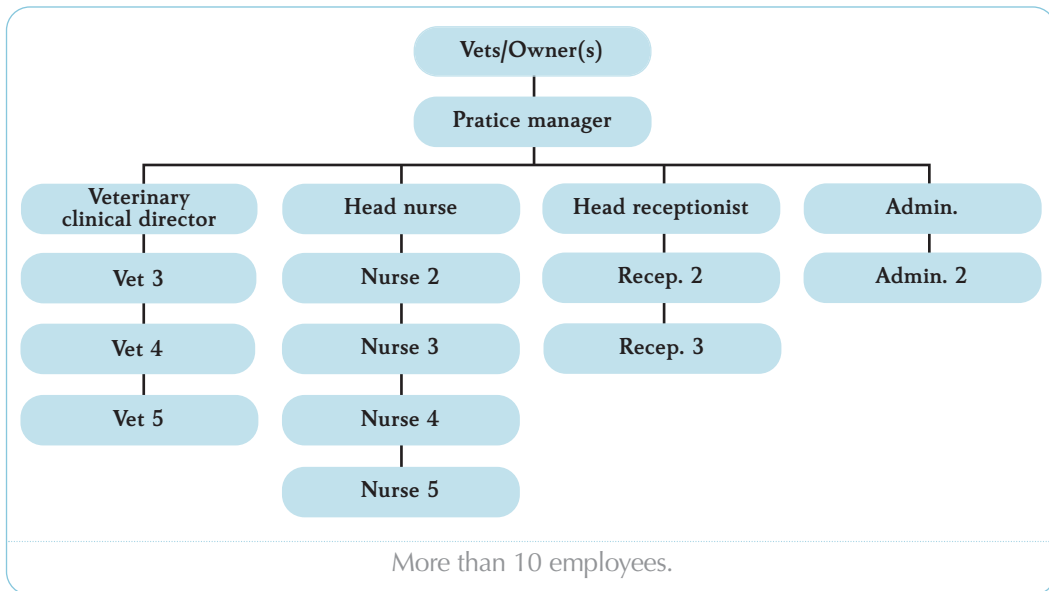 Vets/Owner(s)
Pratice manager
Veterinary
clinical director
Head nurse
Head receptionist
Admin.
Vet 3
Nurse 2
Recep. 2
Admin. 2
Vet 4
Nurse 3
Recep. 3
Vet 5
Nurse 4
Nurse 5
More than 10 employees.